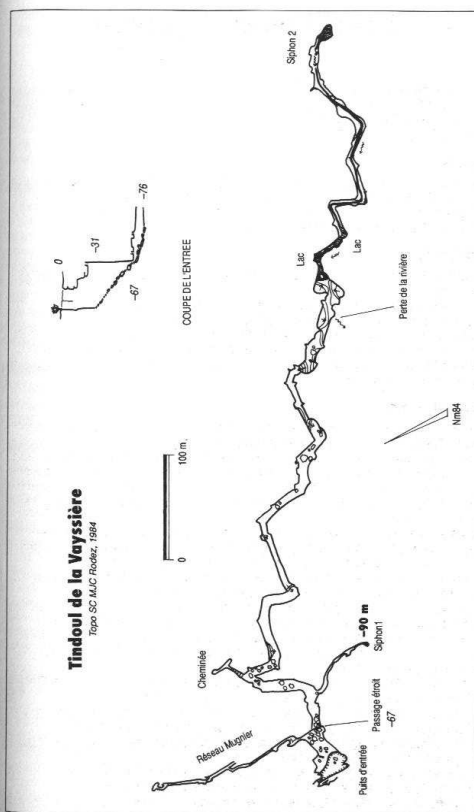 Tindoul de la Vayssière
Topo SC MJC Rodez, 1984
0
100 m.
0
-31
-67
-76
COUPE DE L'ENTREE
Réseau Mugnier
Cheminée
Puits d'entrée
Passage étroit
-67
-90 m
Siphon1
Nm84
Perte de la rivière
Lac
Lac
Siphon 2